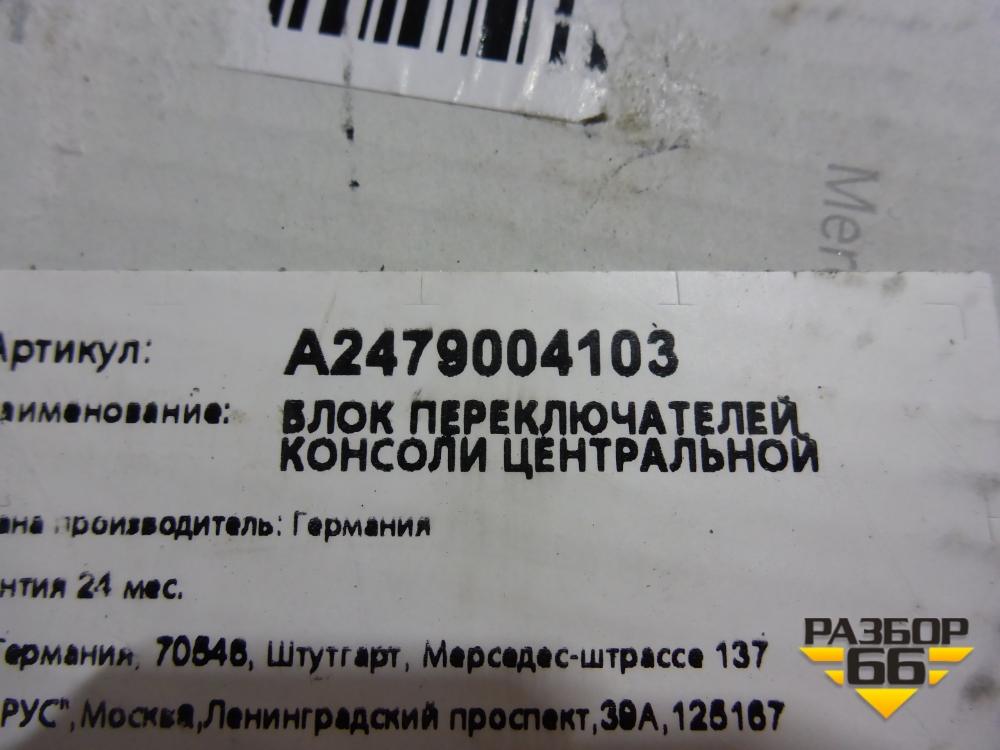 Mer
Артикул: A2479004103
аименование: БЛОК ПЕРЕКЛЮЧАТЕЛЕЙ
КОНСОЛИ ЦЕНТРАЛЬНОЙ
ана производитель: Германия
нтия 24 мес.
Германия, 70546, Штутгарт, Мерседес-штрассе 137
РУС", Москва, Ленинградский проспект, 39А, 125167
РАЗБОР
66